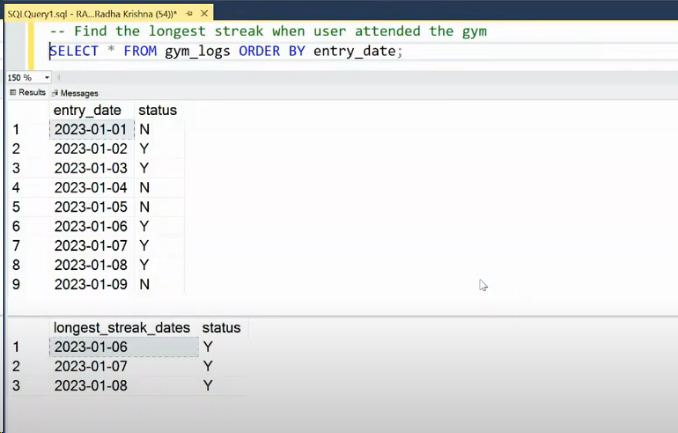 SQLQuery1.sql - RA...Radha Krishna (54))*
-- Find the longest streak when user attended the gym
SELECT * FROM gym_logs ORDER BY entry_date;
150 %
Results Messages
entry_date status
1 2023-01-01 N
2 2023-01-02 Y
3 2023-01-03 Y
4 2023-01-04 N
5 2023-01-05 N
6 2023-01-06 Y
7 2023-01-07 Y
8 2023-01-08 Y
9 2023-01-09 N
longest_streak_dates status
1 2023-01-06 Y
2 2023-01-07 Y
3 2023-01-08 Y